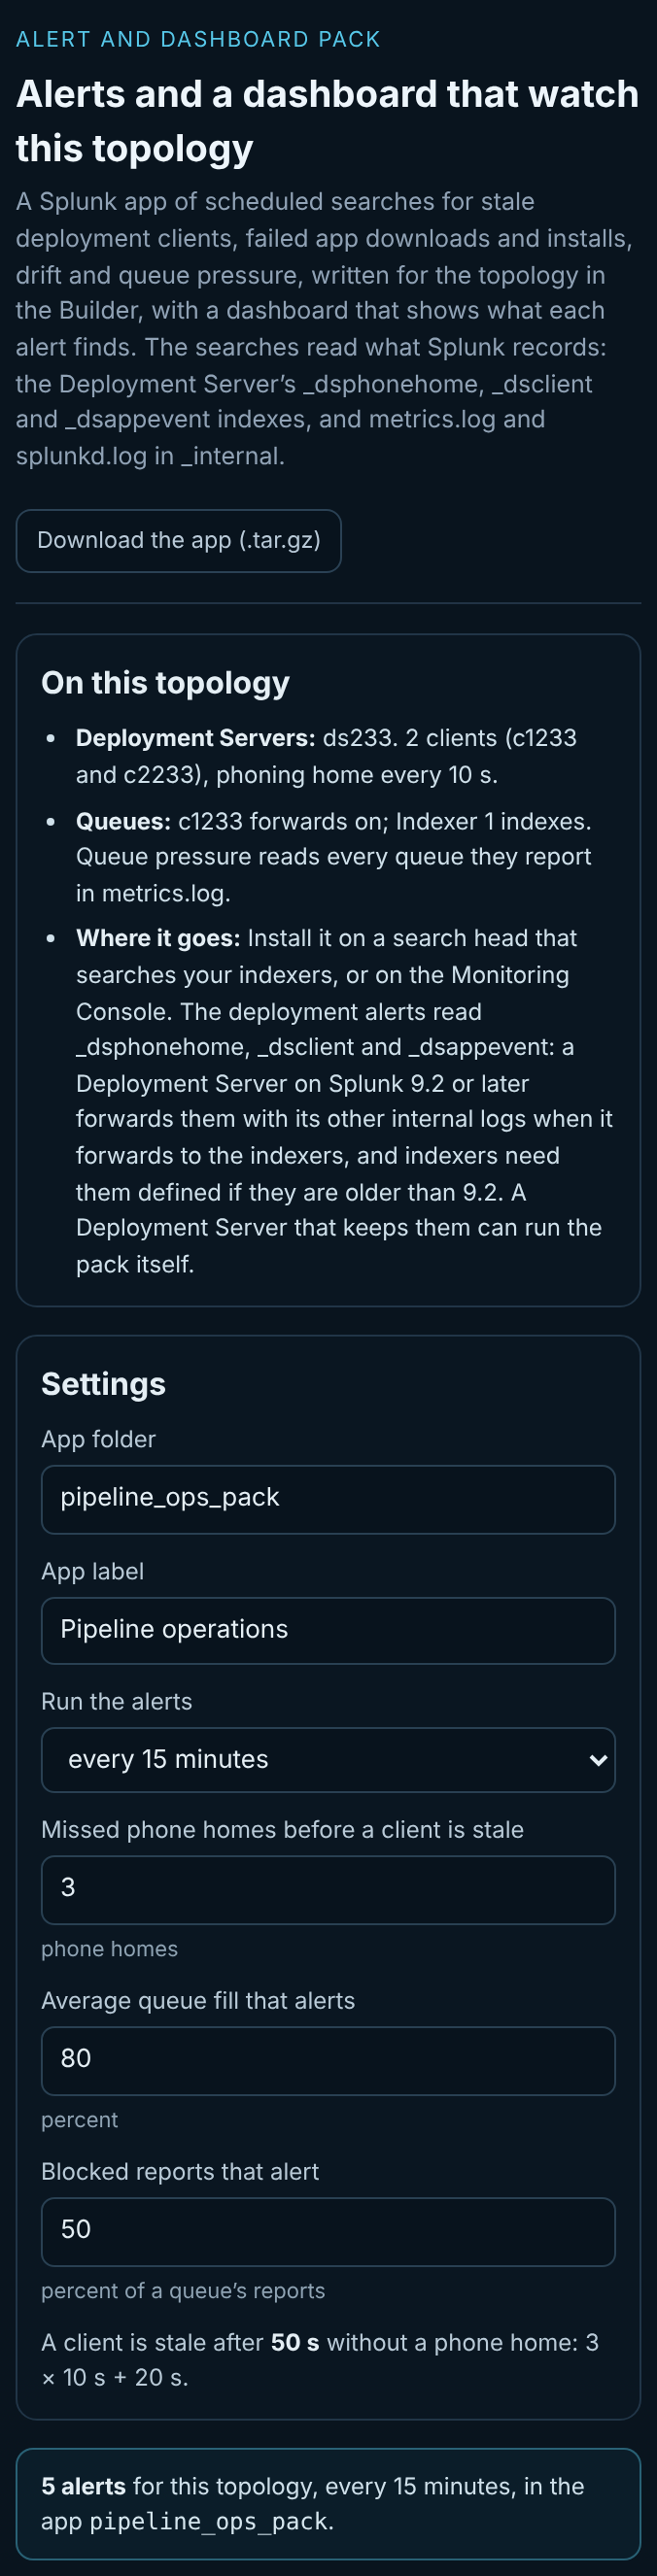 ALERT AND DASHBOARD PACK
Alerts and a dashboard that watch
this topology
A Splunk app of scheduled searches for stale
deployment clients, failed app downloads and installs,
drift and queue pressure, written for the topology in
the Builder, with a dashboard that shows what each
alert finds. The searches read what Splunk records:
the Deployment Server’s _dsphonehome, _dsclient
and _dsappevent indexes, and metrics.log and
splunkd.log in _internal.
Download the app (.tar.gz)
On this topology
• Deployment Servers: ds233. 2 clients (c1233
and c2233), phoning home every 10 s.
• Queues: c1233 forwards on; Indexer 1 indexes.
Queue pressure reads every queue they report
in metrics.log.
• Where it goes: Install it on a search head that
searches your indexers, or on the Monitoring
Console. The deployment alerts read
_dsphonehome, _dsclient and _dsappevent: a
Deployment Server on Splunk 9.2 or later
forwards them with its other internal logs when it
forwards to the indexers, and indexers need
them defined if they are older than 9.2. A
Deployment Server that keeps them can run the
pack itself.
Settings
App folder
pipeline_ops_pack
App label
Pipeline operations
Run the alerts
every 15 minutes
Missed phone homes before a client is stale
3
phone homes
Average queue fill that alerts
80
percent
Blocked reports that alert
50
percent of a queue’s reports
A client is stale after 50 s without a phone home: 3
× 10 s + 20 s.
5 alerts for this topology, every 15 minutes, in the
app pipeline_ops_pack.